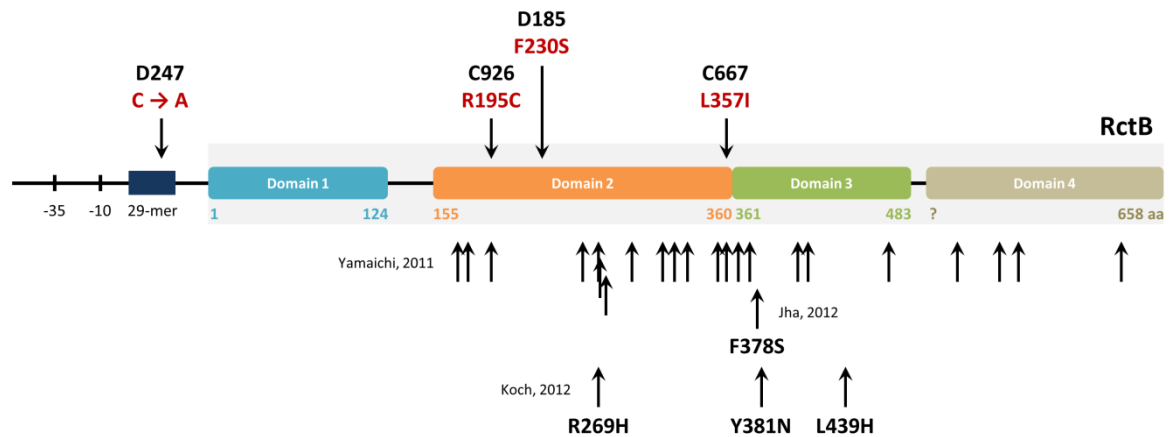 D185
F230S
D247
C → A
C926
R195C
C667
L357I
RctB
Domain 1
Domain 2
Domain 3
Domain 4
-35
-10
29-mer
1
124
155
360
361
483
?
658 aa
Yamaichi, 2011
Jha, 2012
F378S
Koch, 2012
R269H
Y381N
L439H